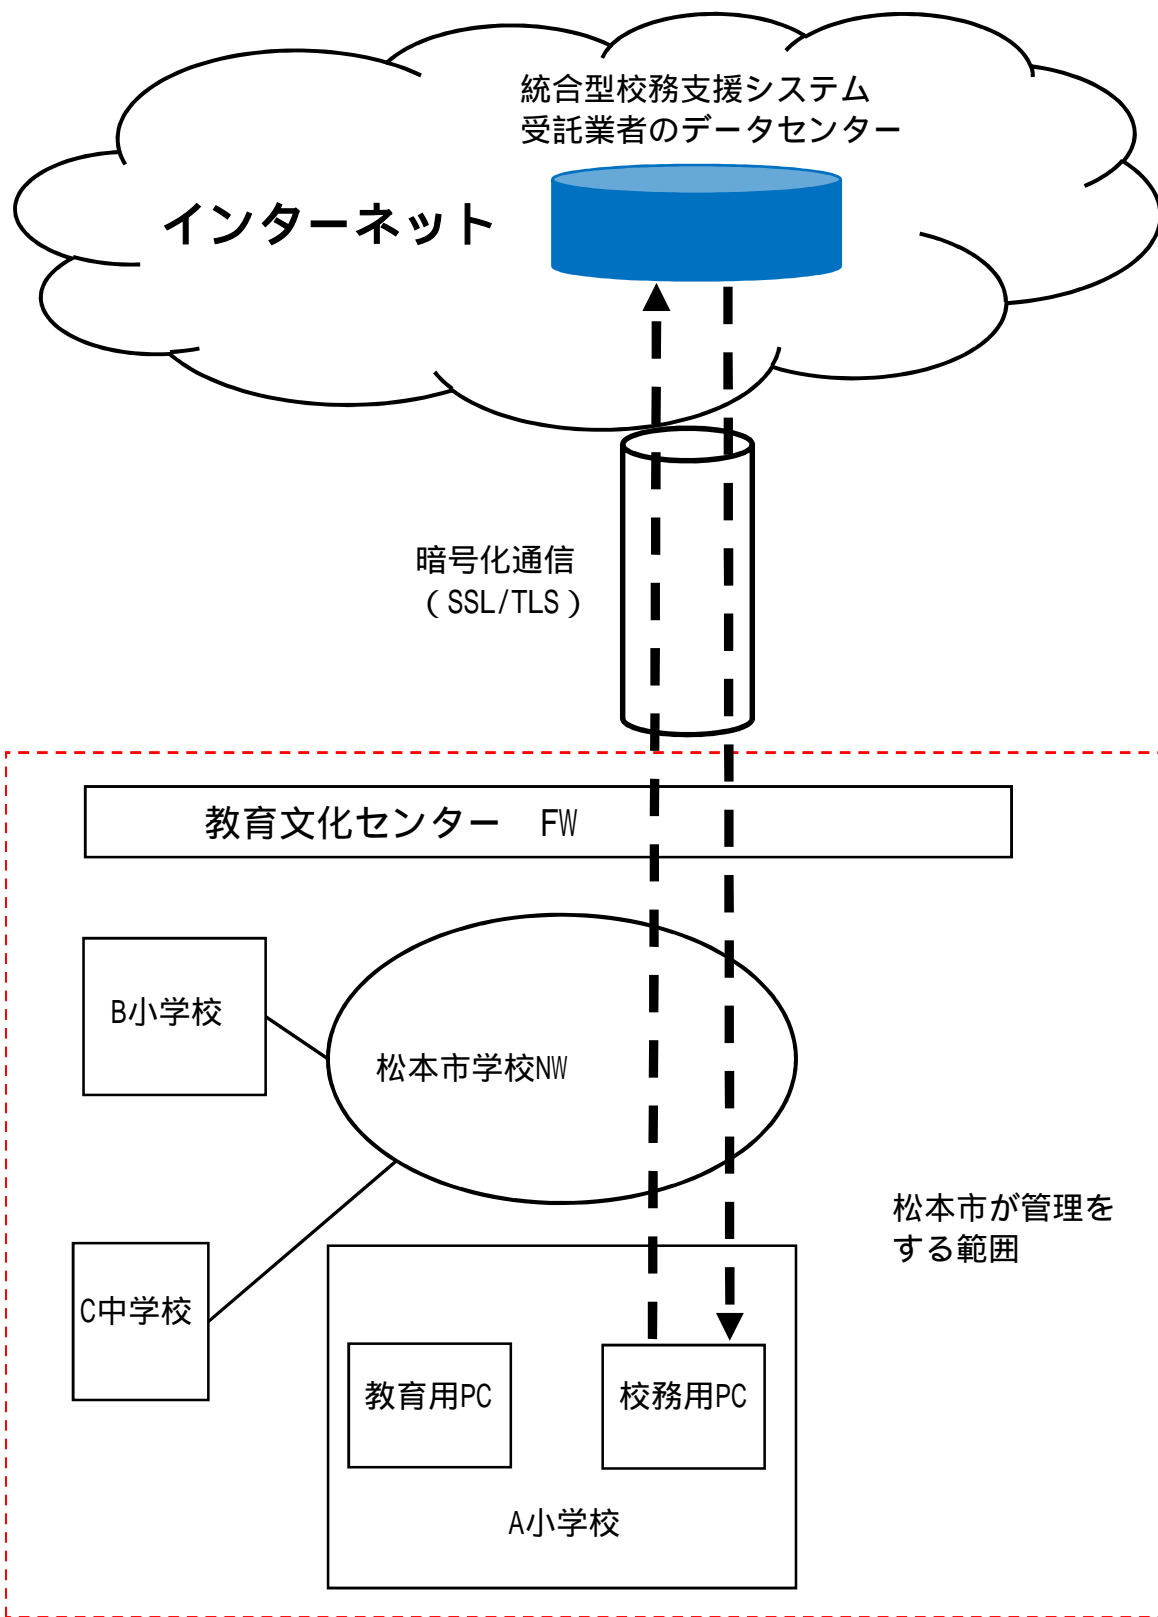 統合型校務支援システム
受託業者のデータセンター
インターネット
暗号化通信
（SSL/TLS）
教育文化センター　FW
B小学校
松本市学校NW
松本市が管理を
する範囲
C中学校
教育用PC
校務用PC
A小学校